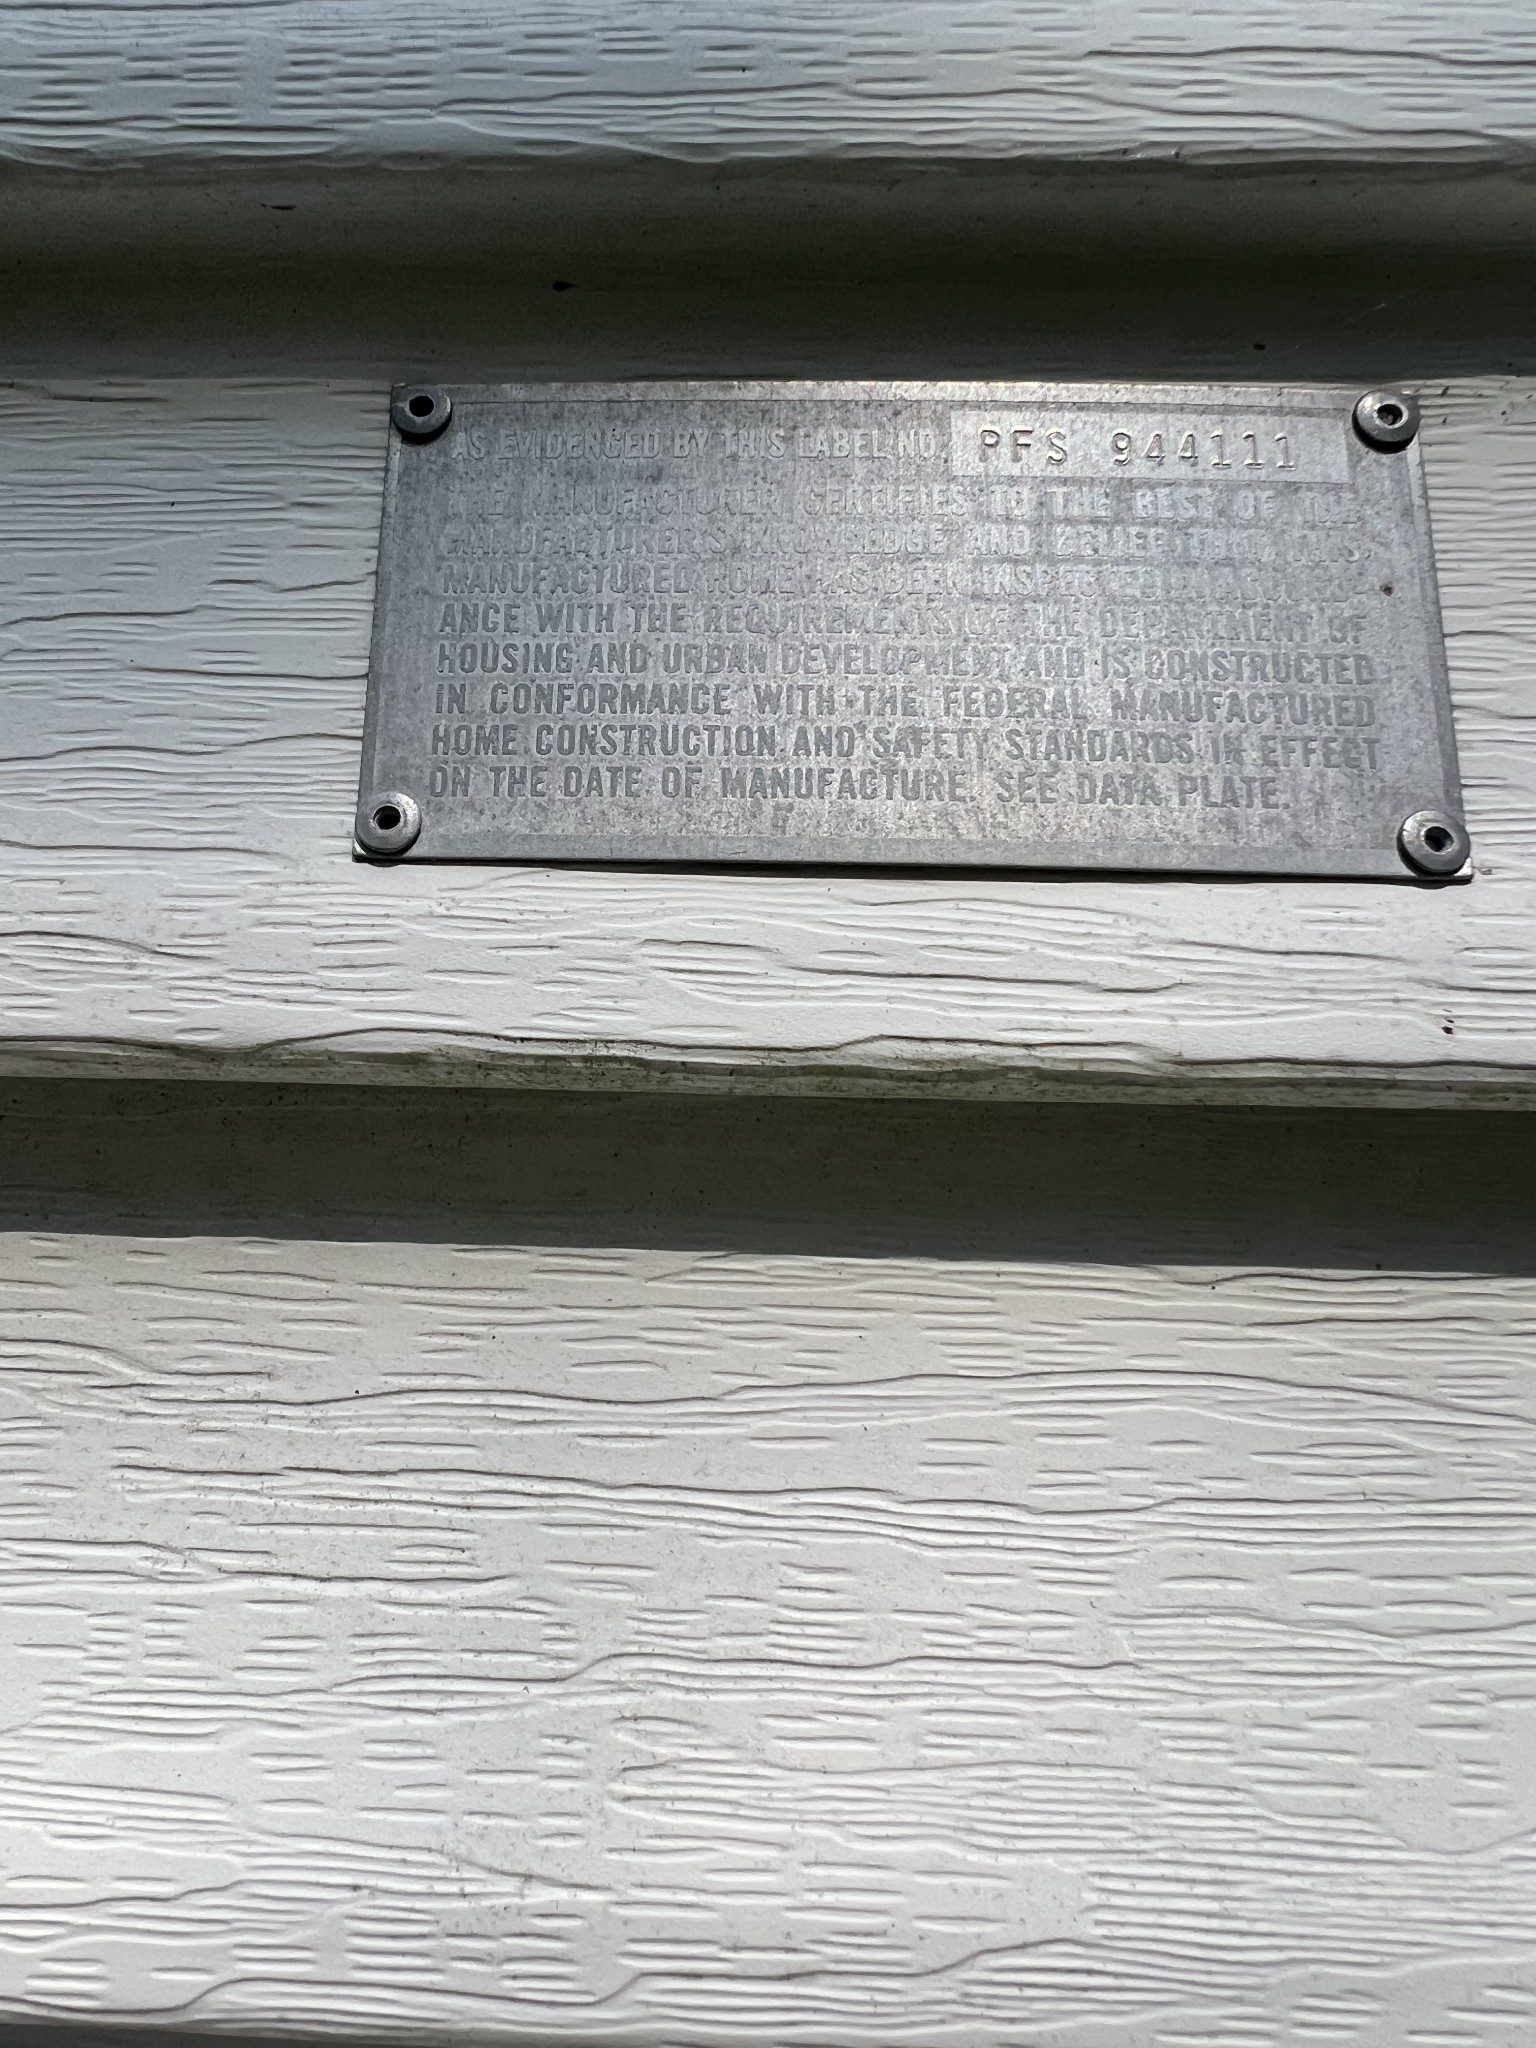 AS EVIDENCED BY THIS LABEL NO. PFS 944111
THE MANUFACTURER CERTIFIES TO THE BEST OF THE
MANUFACTURER'S KNOWLEDGE AND BELIEF THAT THIS
MANUFACTURED HOME HAS BEEN INSPECTED IN ACCORD-
ANCE WITH THE REQUIREMENTS OF THE DEPARTMENT OF
HOUSING AND URBAN DEVELOPMENT AND IS CONSTRUCTED
IN CONFORMANCE WITH THE FEDERAL MANUFACTURED
HOME CONSTRUCTION AND SAFETY STANDARDS IN EFFECT
ON THE DATE OF MANUFACTURE. SEE DATA PLATE.